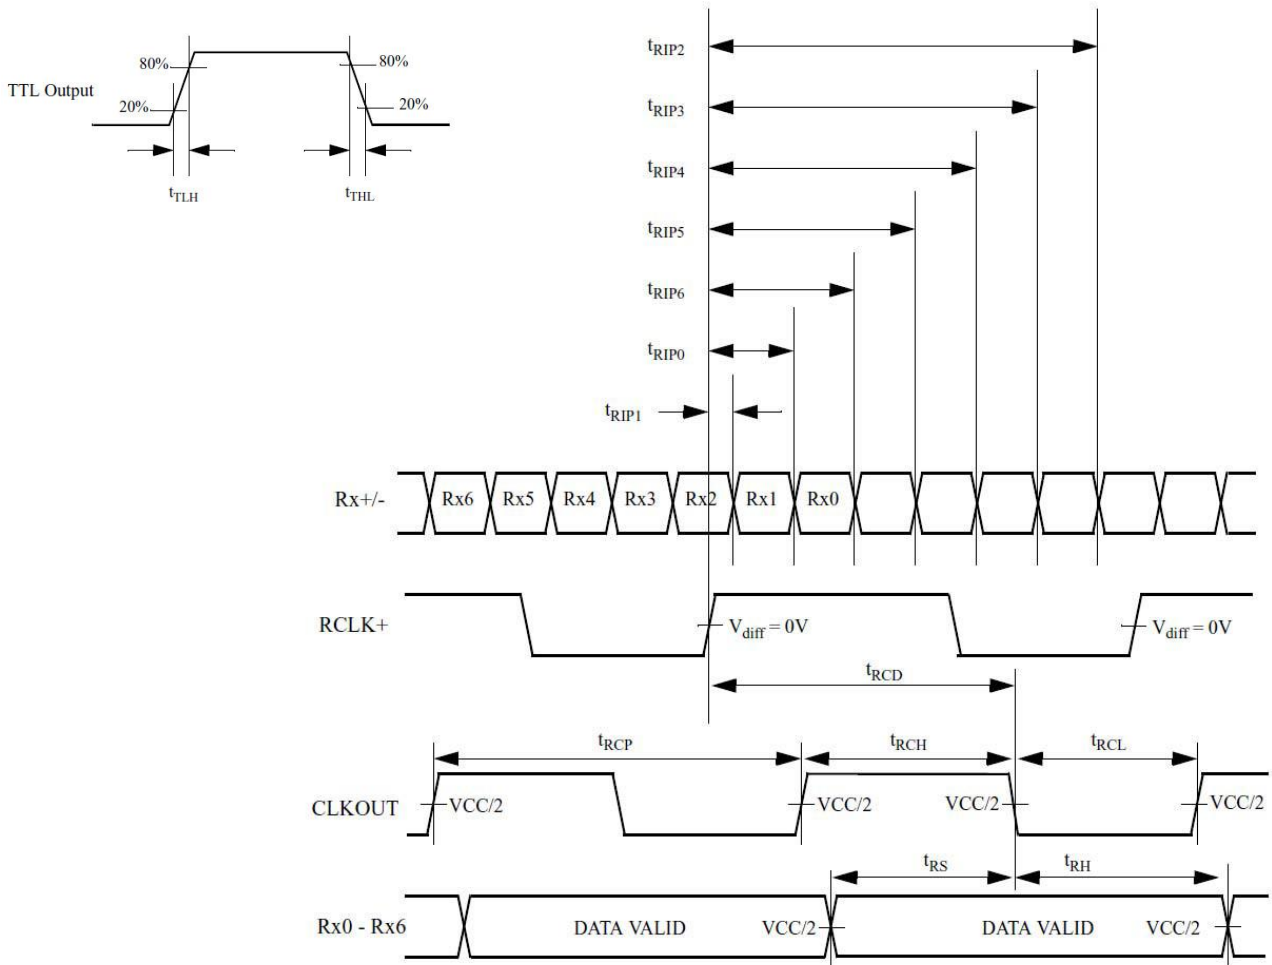 80%
80%
TTL Output
20%
20%
tTLH
tTHL
tRIP2
tRIP3
tRIP4
tRIP5
tRIP6
tRIP0
tRIP1
Rx+/-
Rx6 Rx5 Rx4 Rx3 Rx2 Rx1 Rx0
RCLK+
Vdiff = 0V
Vdiff = 0V
tRCD
tRCP
tRCH
tRCL
CLKOUT
VCC/2
VCC/2
VCC/2
VCC/2
tRS
tRH
Rx0 - Rx6
DATA VALID
VCC/2
DATA VALID
VCC/2